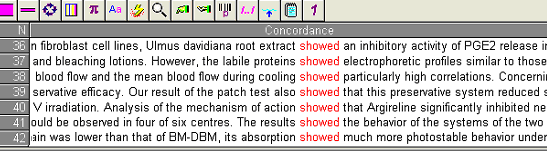 N Concordance
36 n fibroblast cell lines, Ulmus davidiana root extract showed an inhibitory activity of PGE2 release i
37 and bleaching lotions. However, the labile proteins showed electrophoretic profiles similar to those
38 blood flow and the mean blood flow during cooling showed particularly high correlations. Concerni
39 servative efficacy. Our result of the patch test also showed that this preservative system reduced s
40 V irradiation. Analysis of the mechanism of action showed that Argireline significantly inhibited ne
41 ould be observed in four of six centres. The results showed the behavior of the systems of the two
42 ain was lower than that of BM-DBM, its absorption showed much more photostable behavior under